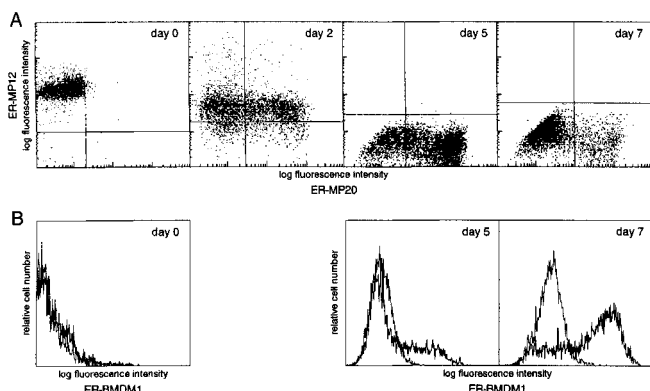 A
day 0
day 2
day 5
day 7
ER-MP12
log fluorescence intensity
log fluorescence intensity
ER-MP20
B
day 0
day 5
day 7
relative cell number
relative cell number
log fluorescence intensity
log fluorescence intensity
ER-BMDM1
ER-BMDM1